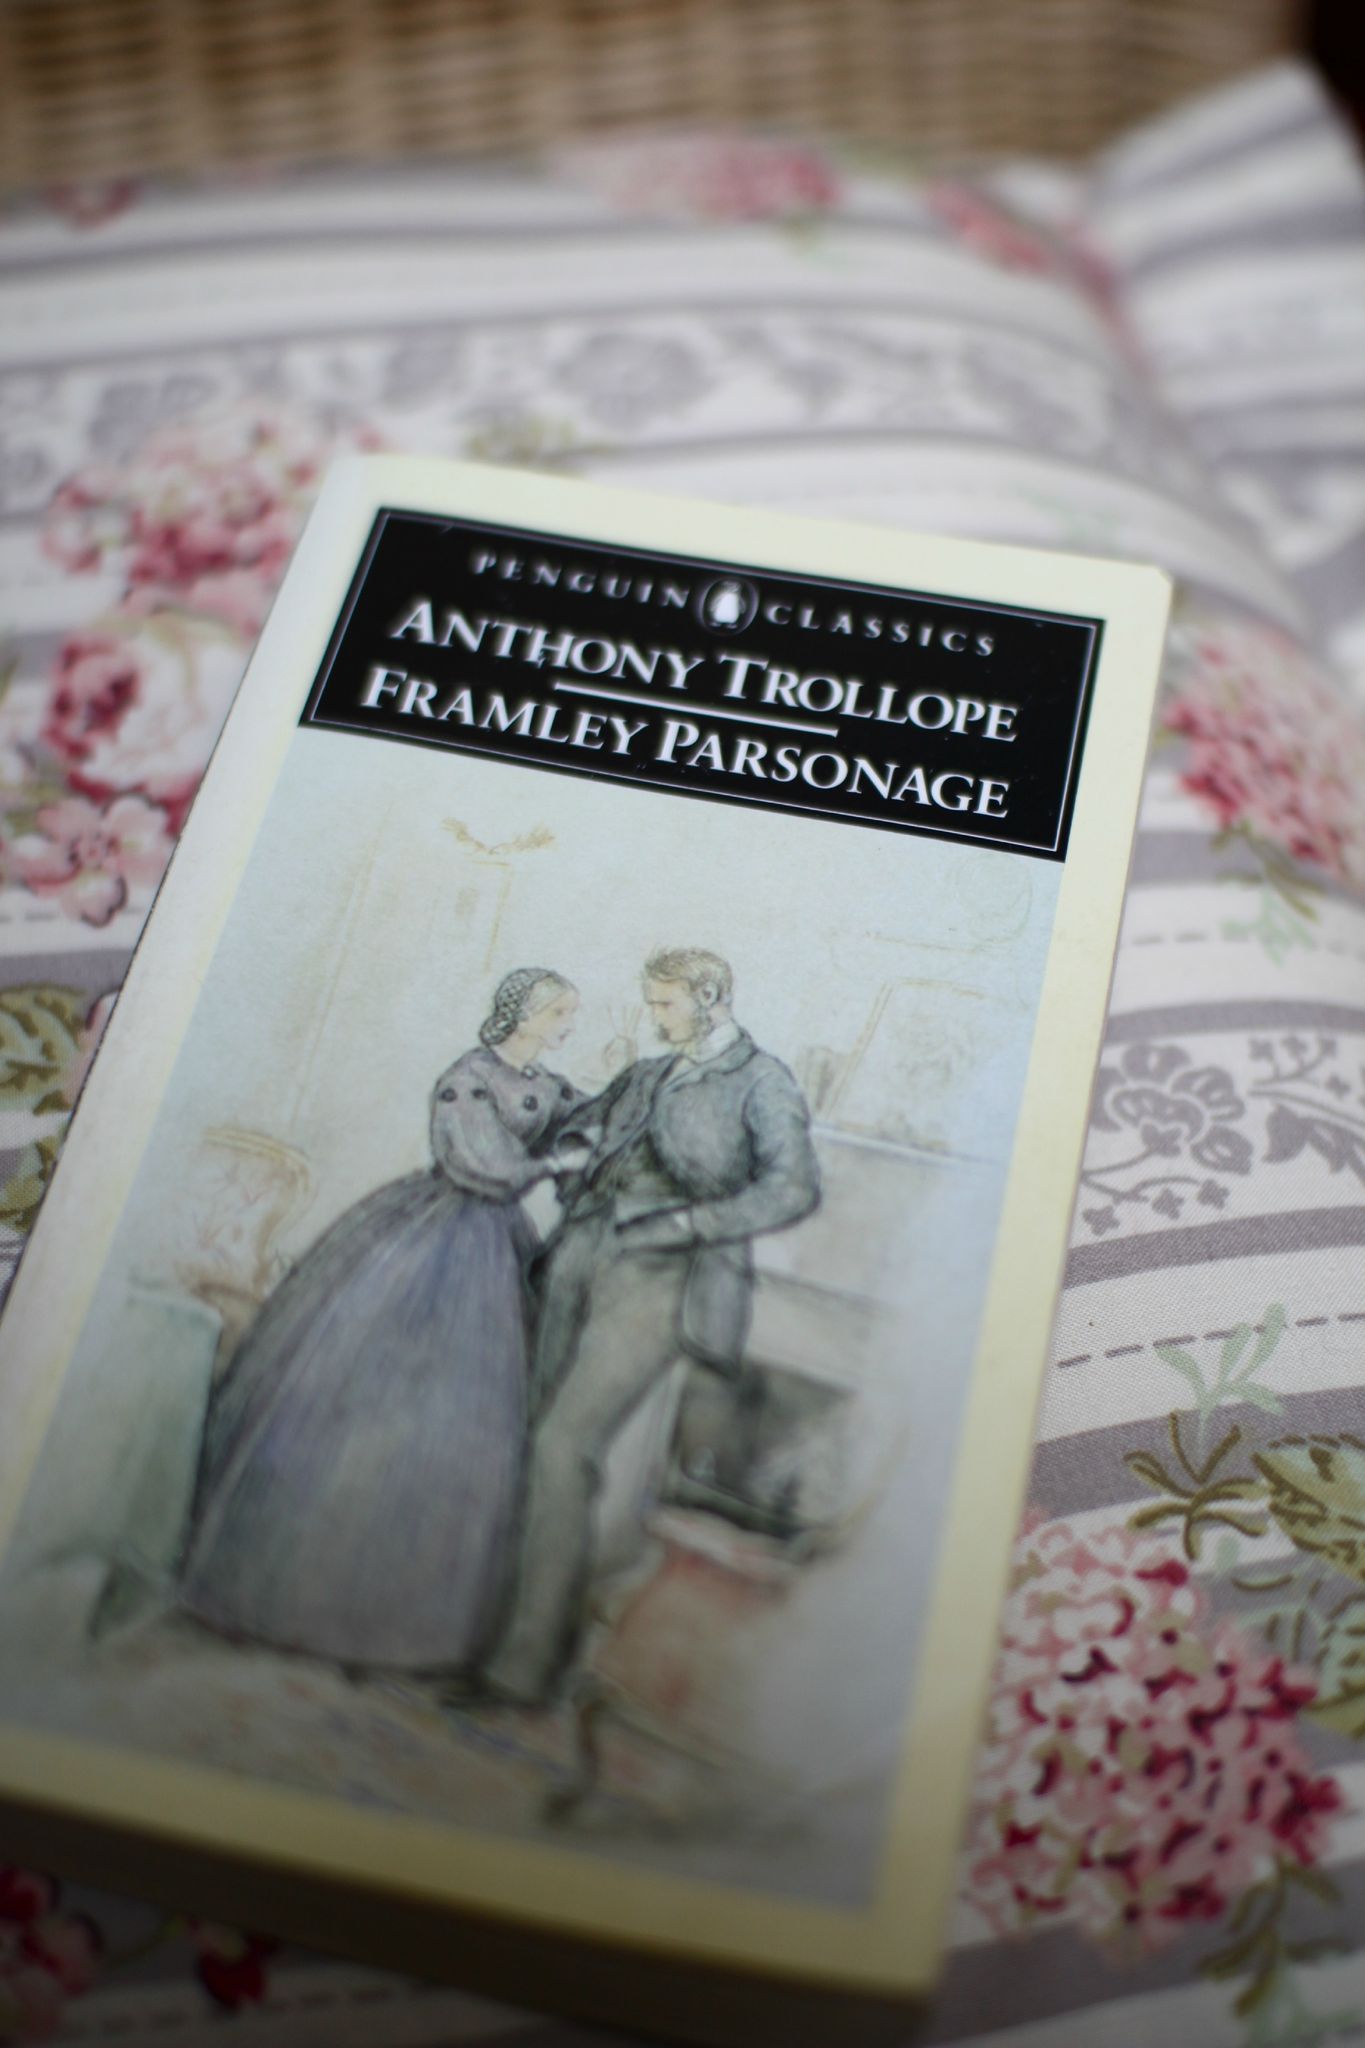 PENGUIN CLASSICS
ANTHONY TROLLOPE
FRAMLEY PARSONAGE